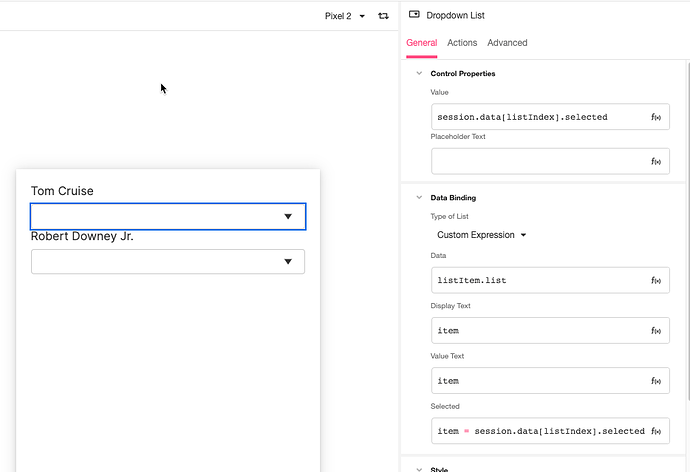 Pixel 2
Tom Cruise
Robert Downey Jr.
Dropdown List
General Actions Advanced
Control Properties
Value
session.data[listIndex].selected f(x)
Placeholder Text
f(x)
Data Binding
Type of List
Custom Expression
Data
listItem.list f(x)
Display Text
item f(x)
Value Text
item f(x)
Selected
item = session.data[listIndex].selected f(x)
Style